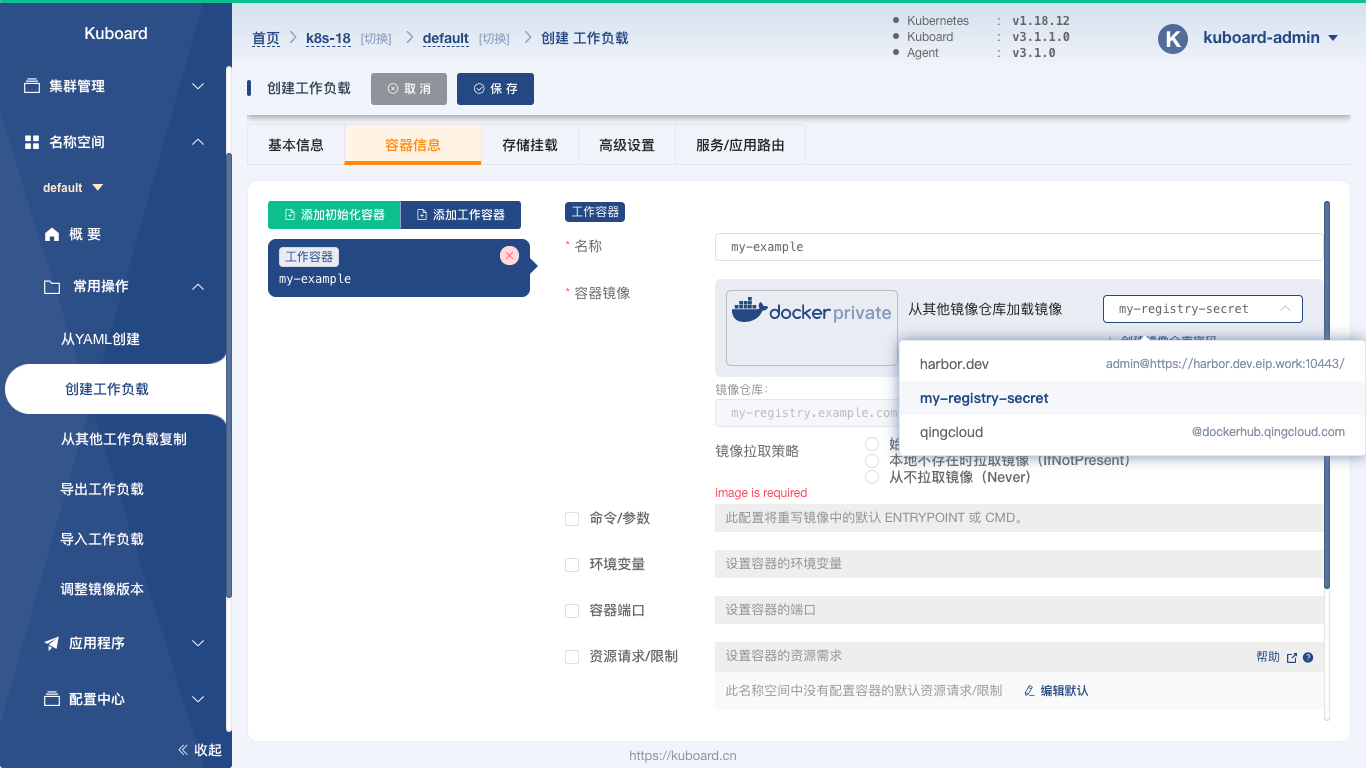 Kuboard
集群管理
名称空间
default
概 要
常用操作
从YAML创建
创建工作负载
从其他工作负载复制
导出工作负载
导入工作负载
调整镜像版本
应用程序
配置中心
收起
首页 k8s-18 [切换] default [切换] 创建 工作负载
Kubernetes : v1.18.12
Kuboard : v3.1.1.0
Agent : v3.1.0
K kuboard-admin
创建工作负载 取 消 保 存
基本信息 容器信息 存储挂载 高级设置 服务/应用路由
添加初始化容器 添加工作容器
工作容器
my-example
工作容器
* 名称 my-example
* 容器镜像
docker private 从其他镜像仓库加载镜像 my-registry-secret
harbor.dev admin@https://harbor.dev.eip.work:10443/
my-registry-secret
qingcloud @dockerhub.qingcloud.com
镜像仓库:
my-registry.example.com
镜像拉取策略
本地不存在时拉取镜像（IfNotPresent）
从不拉取镜像（Never）
image is required
命令/参数 此配置将重写镜像中的默认 ENTRYPOINT 或 CMD。
环境变量 设置容器的环境变量
容器端口 设置容器的端口
资源请求/限制 设置容器的资源需求 帮助
此名称空间中没有配置容器的默认资源请求/限制 编辑默认
https://kuboard.cn